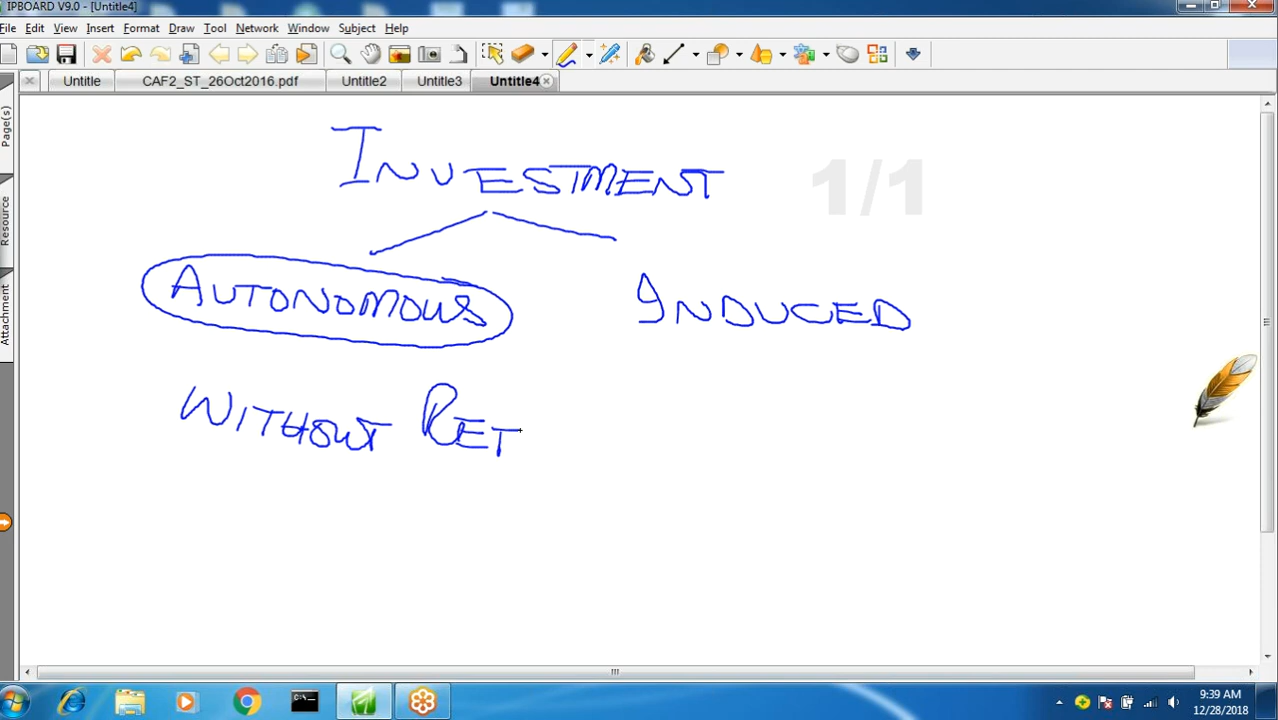 IPBOARD V9.0 - [Untitle4]
File Edit View Insert Format Draw Tool Network Window Subject Help
Untitle CAF2_ST_26Oct2016.pdf Untitle2 Untitle3 Untitle4
Page(s)
Resource
Attachment
1/1
INVESTMENT
AUTONOMOUS INDUCED
WITHOUT RET
9:39 AM
12/28/2018